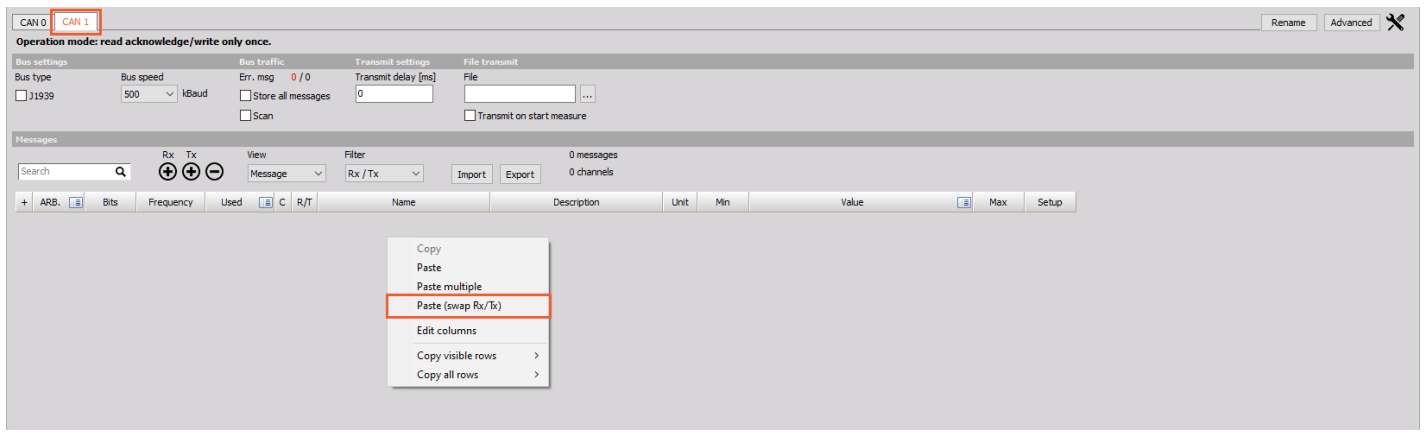 CAN 0 CAN 1 Rename Advanced
Operation mode: read acknowledge/write only once.
Bus settings Bus traffic Transmit settings File transmit
Bus type Bus speed Err. msg 0 / 0 Transmit delay [ms] File
J1939 500 kBaud Store all messages 0 ...
Scan Transmit on start measure
Messages
Rx Tx View Filter 0 messages
Search Message Rx / Tx Import Export 0 channels
+ ARB. Bits Frequency Used C R/T Name Description Unit Min Value Max Setup
Copy
Paste
Paste multiple
Paste (swap Rx/Tx)
Edit columns
Copy visible rows >
Copy all rows >